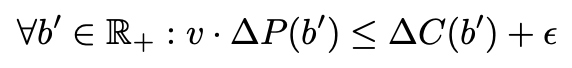 ∀b′ ∈ ℝ₊ : v · ΔP(b′) ≤ ΔC(b′) + ϵ